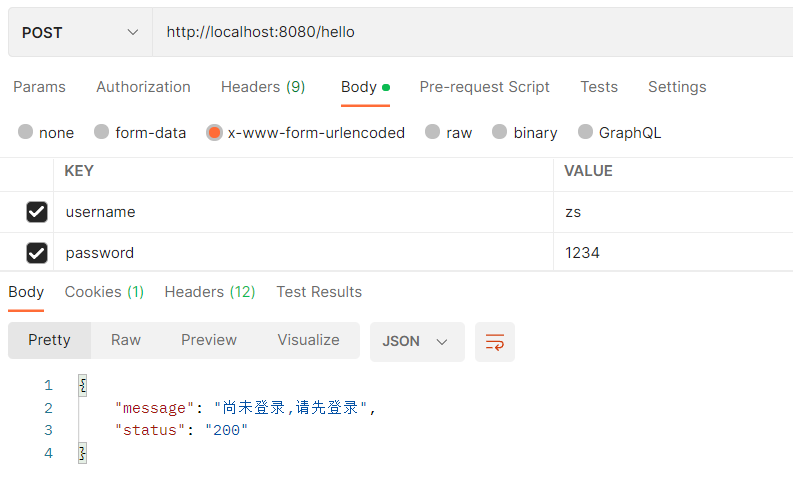 POST http://localhost:8080/hello
Params Authorization Headers (9) Body Pre-request Script Tests Settings
none form-data x-www-form-urlencoded raw binary GraphQL
KEY VALUE
username zs
password 1234
Body Cookies (1) Headers (12) Test Results
Pretty Raw Preview Visualize JSON
1 {
2 "message": "尚未登录,请先登录",
3 "status": "200"
4 }